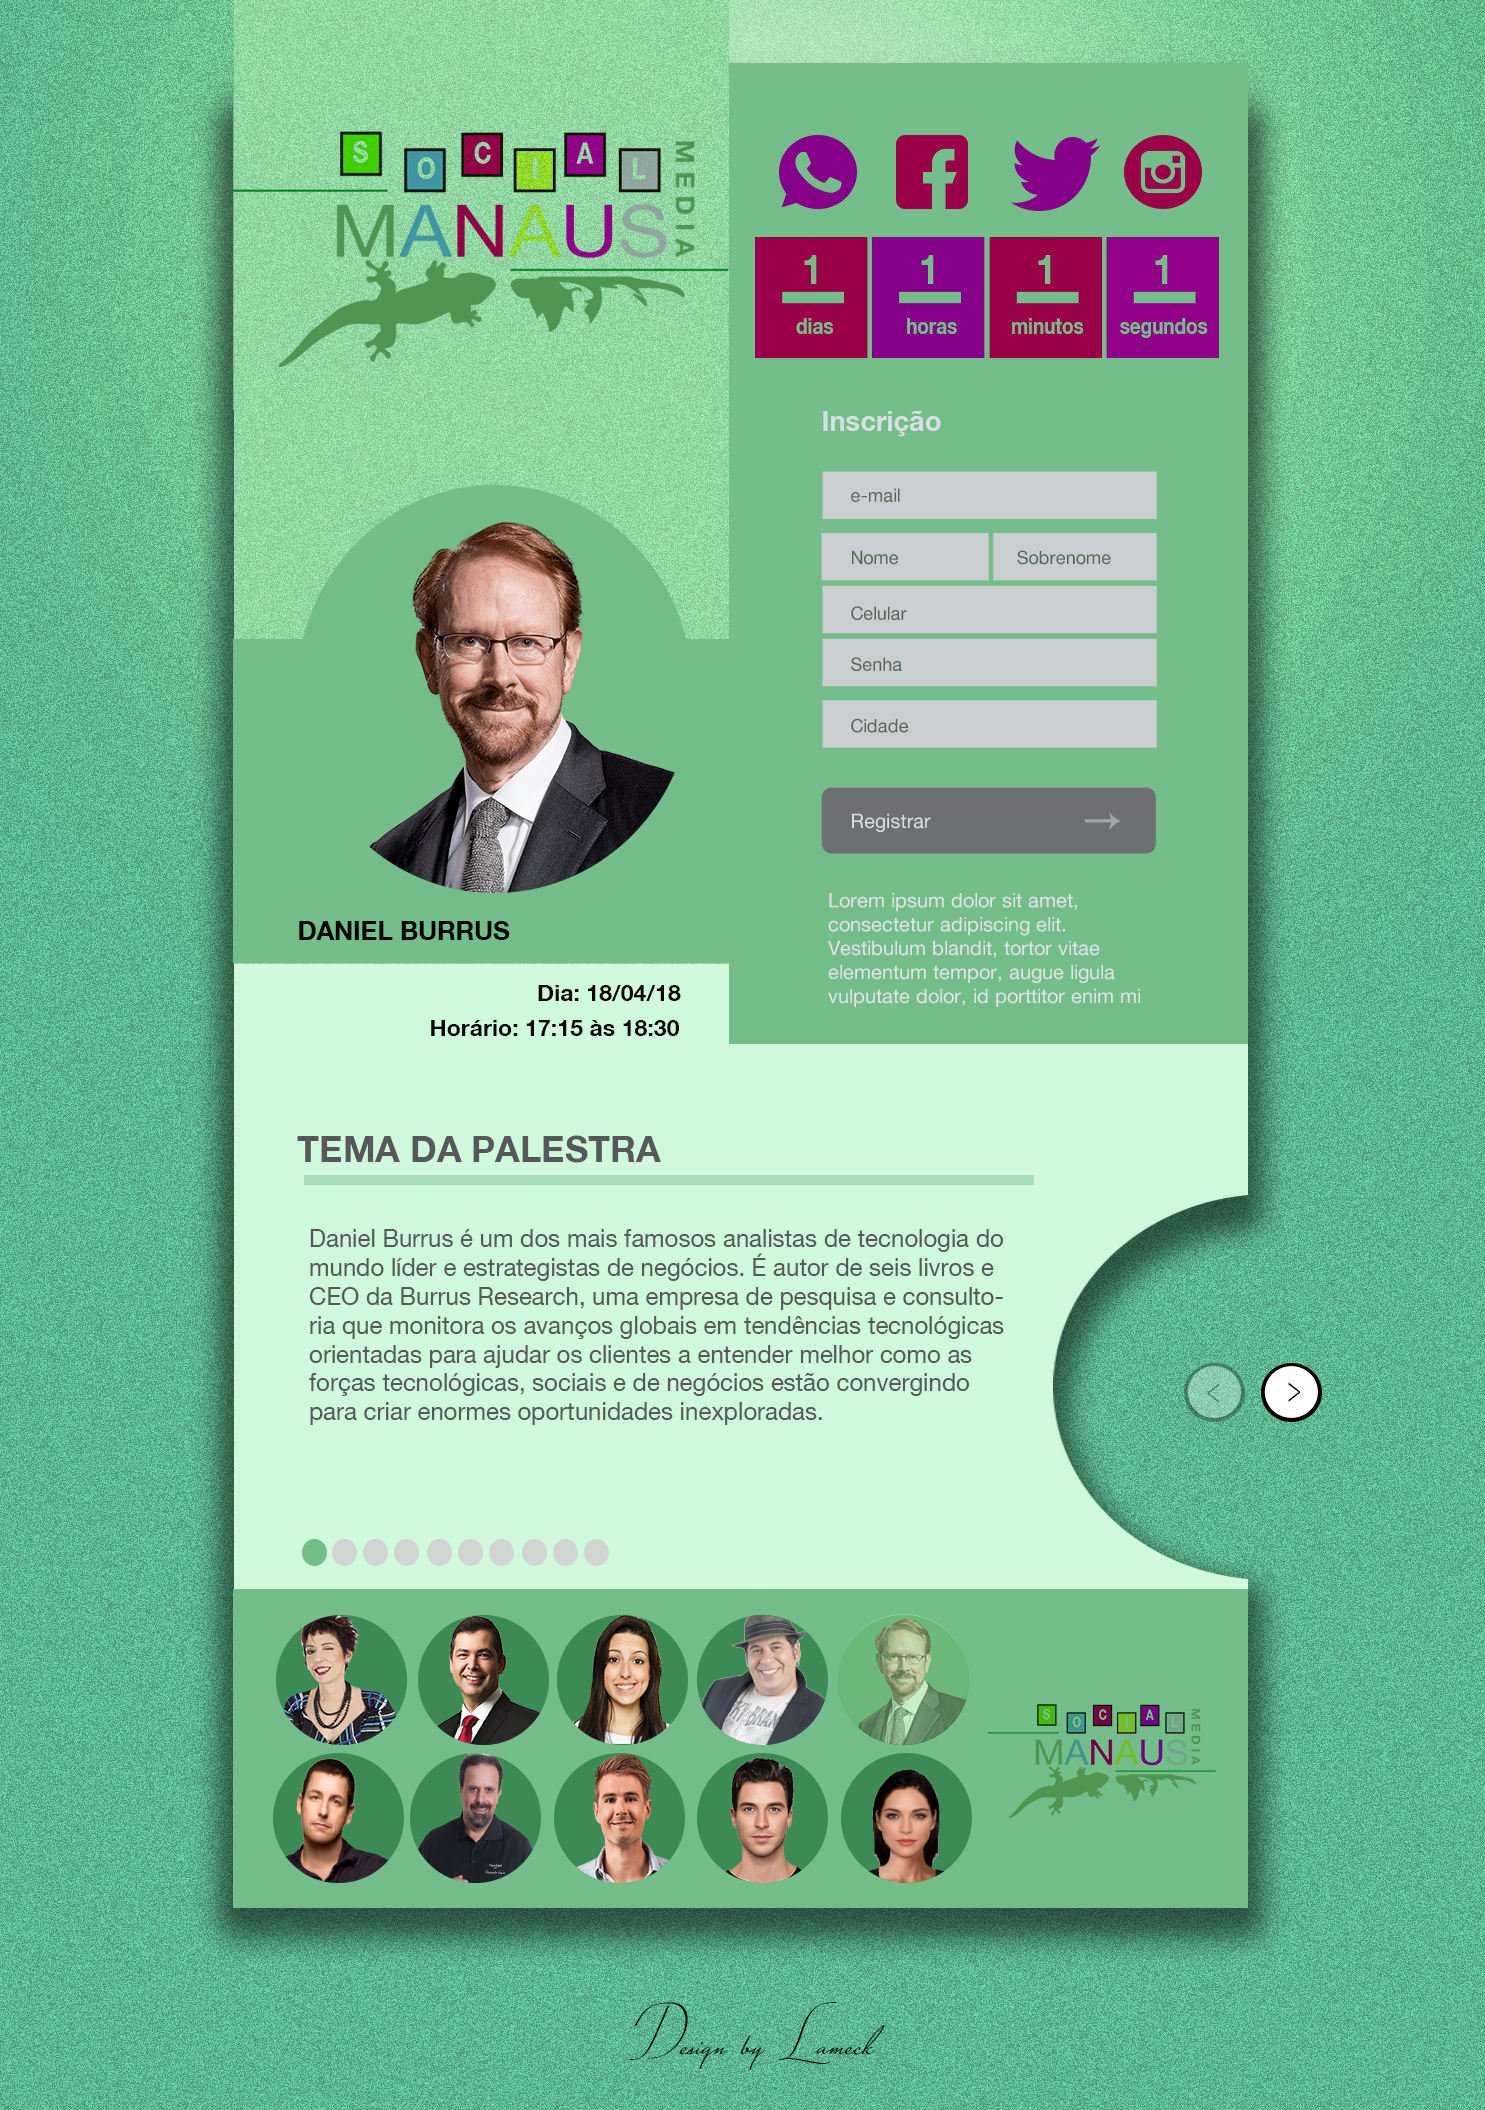 SOCIAL
MEDIA
MANAUS
1
dias
1
horas
1
minutos
1
segundos
Inscrição
e-mail
Nome
Sobrenome
Celular
Senha
Cidade
Registrar
Lorem ipsum dolor sit amet,
consectetur adipiscing elit.
Vestibulum blandit, tortor vitae
elementum tempor, augue ligula
vulputate dolor, id porttitor enim mi
DANIEL BURRUS
Dia: 18/04/18
Horário: 17:15 às 18:30
TEMA DA PALESTRA
Daniel Burrus é um dos mais famosos analistas de tecnologia do
mundo líder e estrategistas de negócios. É autor de seis livros e
CEO da Burrus Research, uma empresa de pesquisa e consulto-
ria que monitora os avanços globais em tendências tecnológicas
orientadas para ajudar os clientes a entender melhor como as
forças tecnológicas, sociais e de negócios estão convergindo
para criar enormes oportunidades inexploradas.
SOCIAL
MEDIA
MANAUS
Design by Lameck